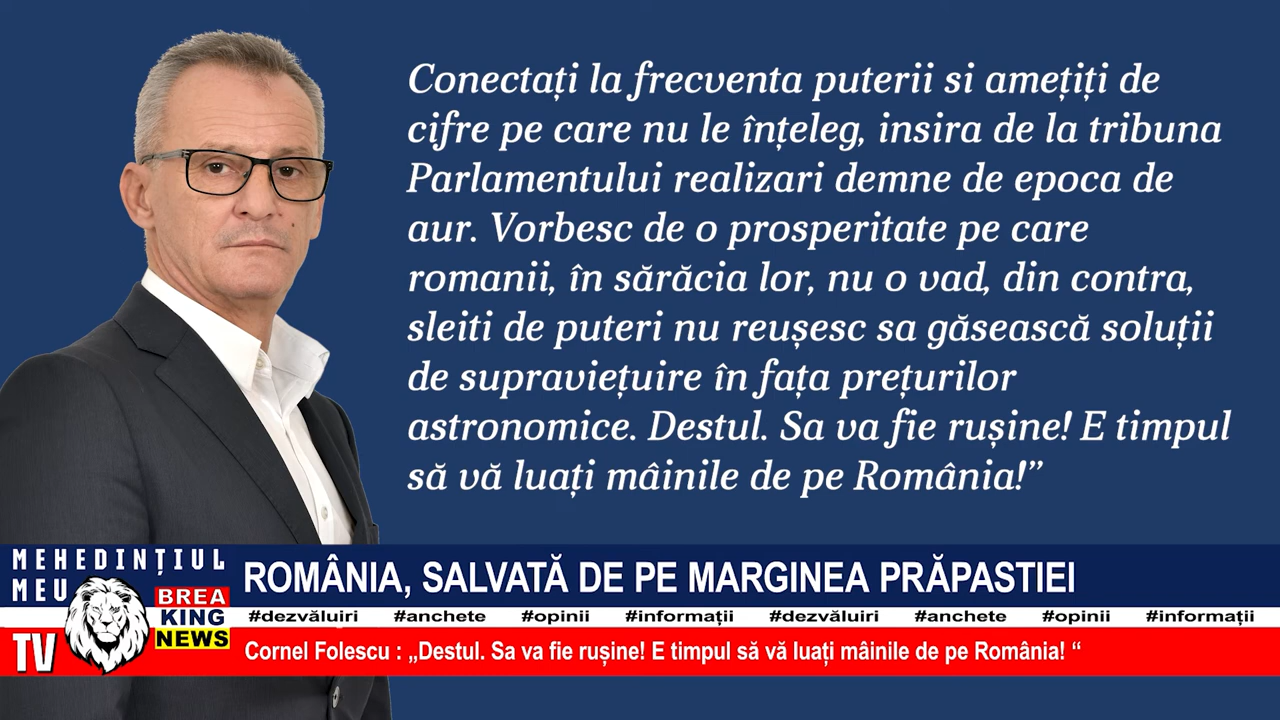 Conectați la frecventa puterii si amețiți de
cifre pe care nu le înțeleg, insira de la tribuna
Parlamentului realizari demne de epoca de
aur. Vorbesc de o prosperitate pe care
romanii, în sărăcia lor, nu o vad, din contra,
sleiti de puteri nu reușesc sa găsească soluții
de supraviețuire în fața prețurilor
astronomice. Destul. Sa va fie rușine! E timpul
să vă luați mâinile de pe România!”
MEHEDINȚIUL
MEU
TV
BREA
KING
NEWS
ROMÂNIA, SALVATĂ DE PE MARGINEA PRĂPASTIEI
#dezvăluiri #anchete #opinii #informații #dezvăluiri #anchete #opinii #informații
Cornel Folescu : „Destul. Sa va fie rușine! E timpul să vă luați mâinile de pe România! “